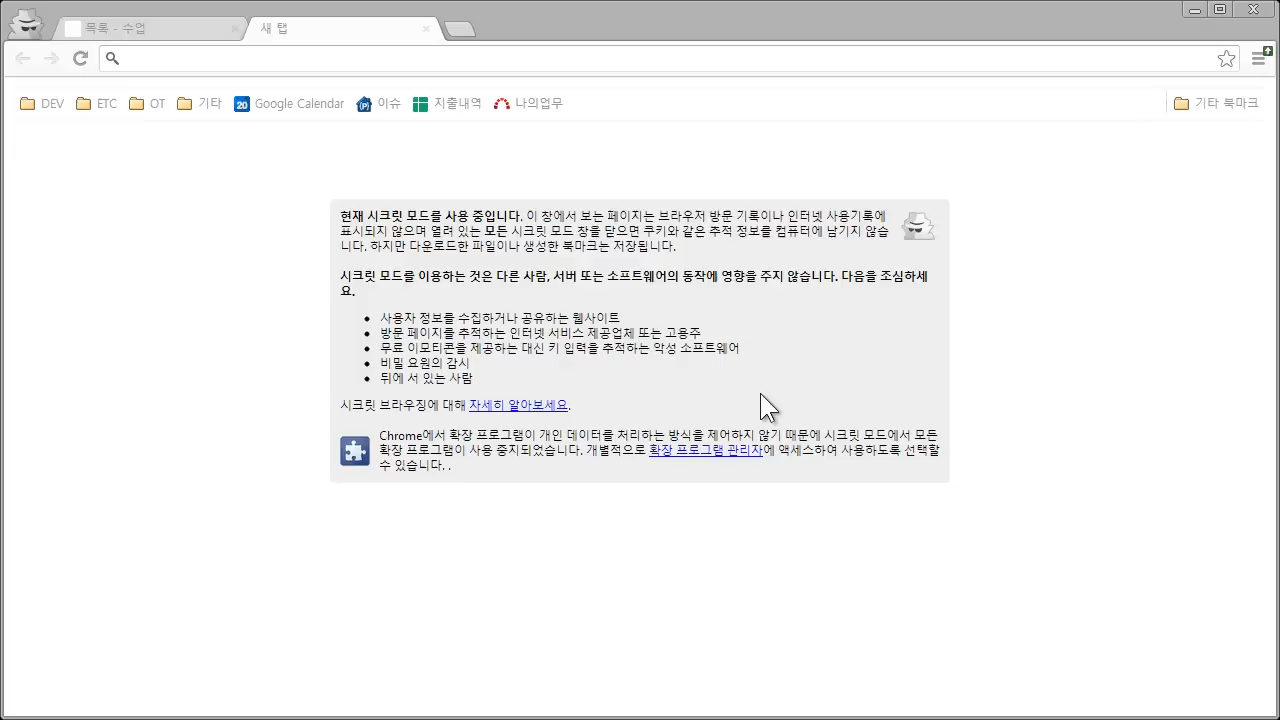 목록 - 수업
새 탭
DEV ETC OT 기타 20 Google Calendar 이슈 지출내역 나의업무 기타 북마크
현재 시크릿 모드를 사용 중입니다. 이 창에서 보는 페이지는 브라우저 방문 기록이나 인터넷 사용기록에
표시되지 않으며 열려 있는 모든 시크릿 모드 창을 닫으면 쿠키와 같은 추적 정보를 컴퓨터에 남기지 않습
니다. 하지만 다운로드한 파일이나 생성한 북마크는 저장됩니다.
시크릿 모드를 이용하는 것은 다른 사람, 서버 또는 소프트웨어의 동작에 영향을 주지 않습니다. 다음을 조심하세
요.
사용자 정보를 수집하거나 공유하는 웹사이트
방문 페이지를 추적하는 인터넷 서비스 제공업체 또는 고용주
무료 이모티콘을 제공하는 대신 키 입력을 추적하는 악성 소프트웨어
비밀 요원의 감시
뒤에 서 있는 사람
시크릿 브라우징에 대해 자세히 알아보세요.
Chrome에서 확장 프로그램이 개인 데이터를 처리하는 방식을 제어하지 않기 때문에 시크릿 모드에서 모든
확장 프로그램이 사용 중지되었습니다. 개별적으로 확장 프로그램 관리자에 액세스하여 사용하도록 선택할
수 있습니다. .